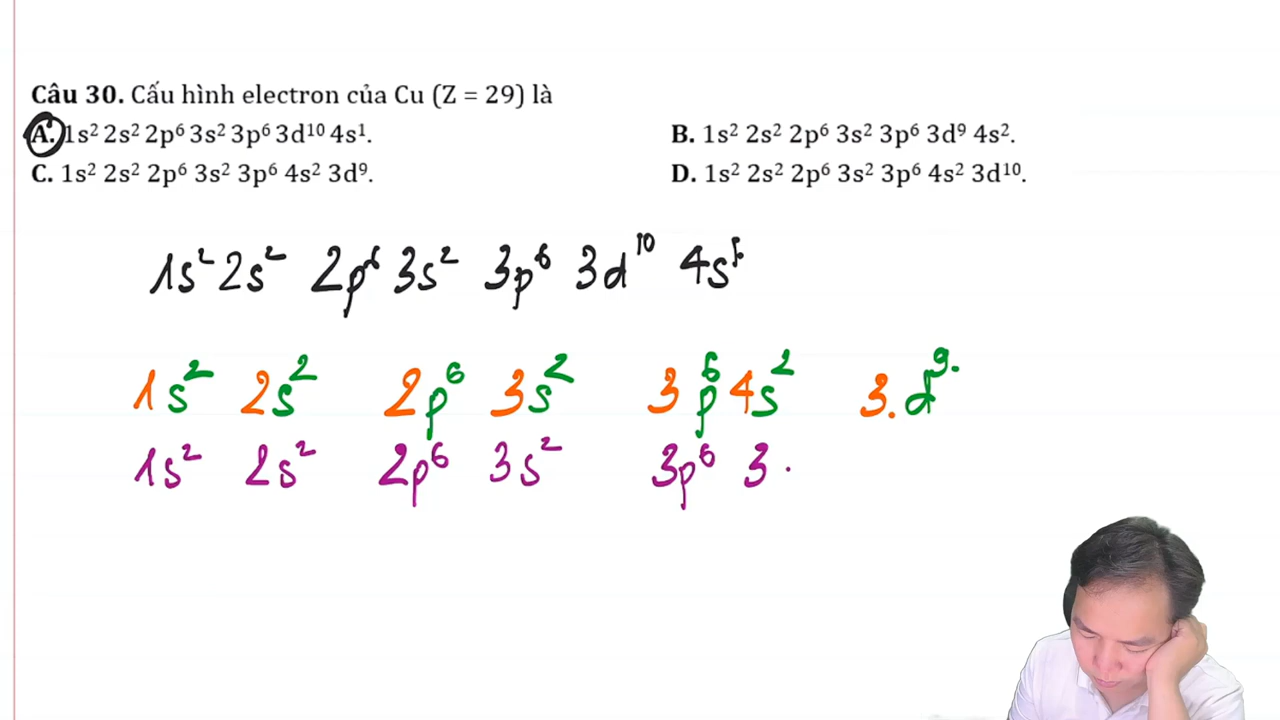 Câu 30. Cấu hình electron của Cu (Z = 29) là
A. 1s² 2s² 2p⁶ 3s² 3p⁶ 3d¹⁰ 4s¹. B. 1s² 2s² 2p⁶ 3s² 3p⁶ 3d⁹ 4s².
C. 1s² 2s² 2p⁶ 3s² 3p⁶ 4s² 3d⁹. D. 1s² 2s² 2p⁶ 3s² 3p⁶ 4s² 3d¹⁰.
1s² 2s² 2p⁶ 3s² 3p⁶ 3d¹⁰ 4s¹.
1s² 2s² 2p⁶ 3s² 3p⁶ 4s² 3.d⁹.
1s² 2s² 2p⁶ 3s² 3p⁶ 3